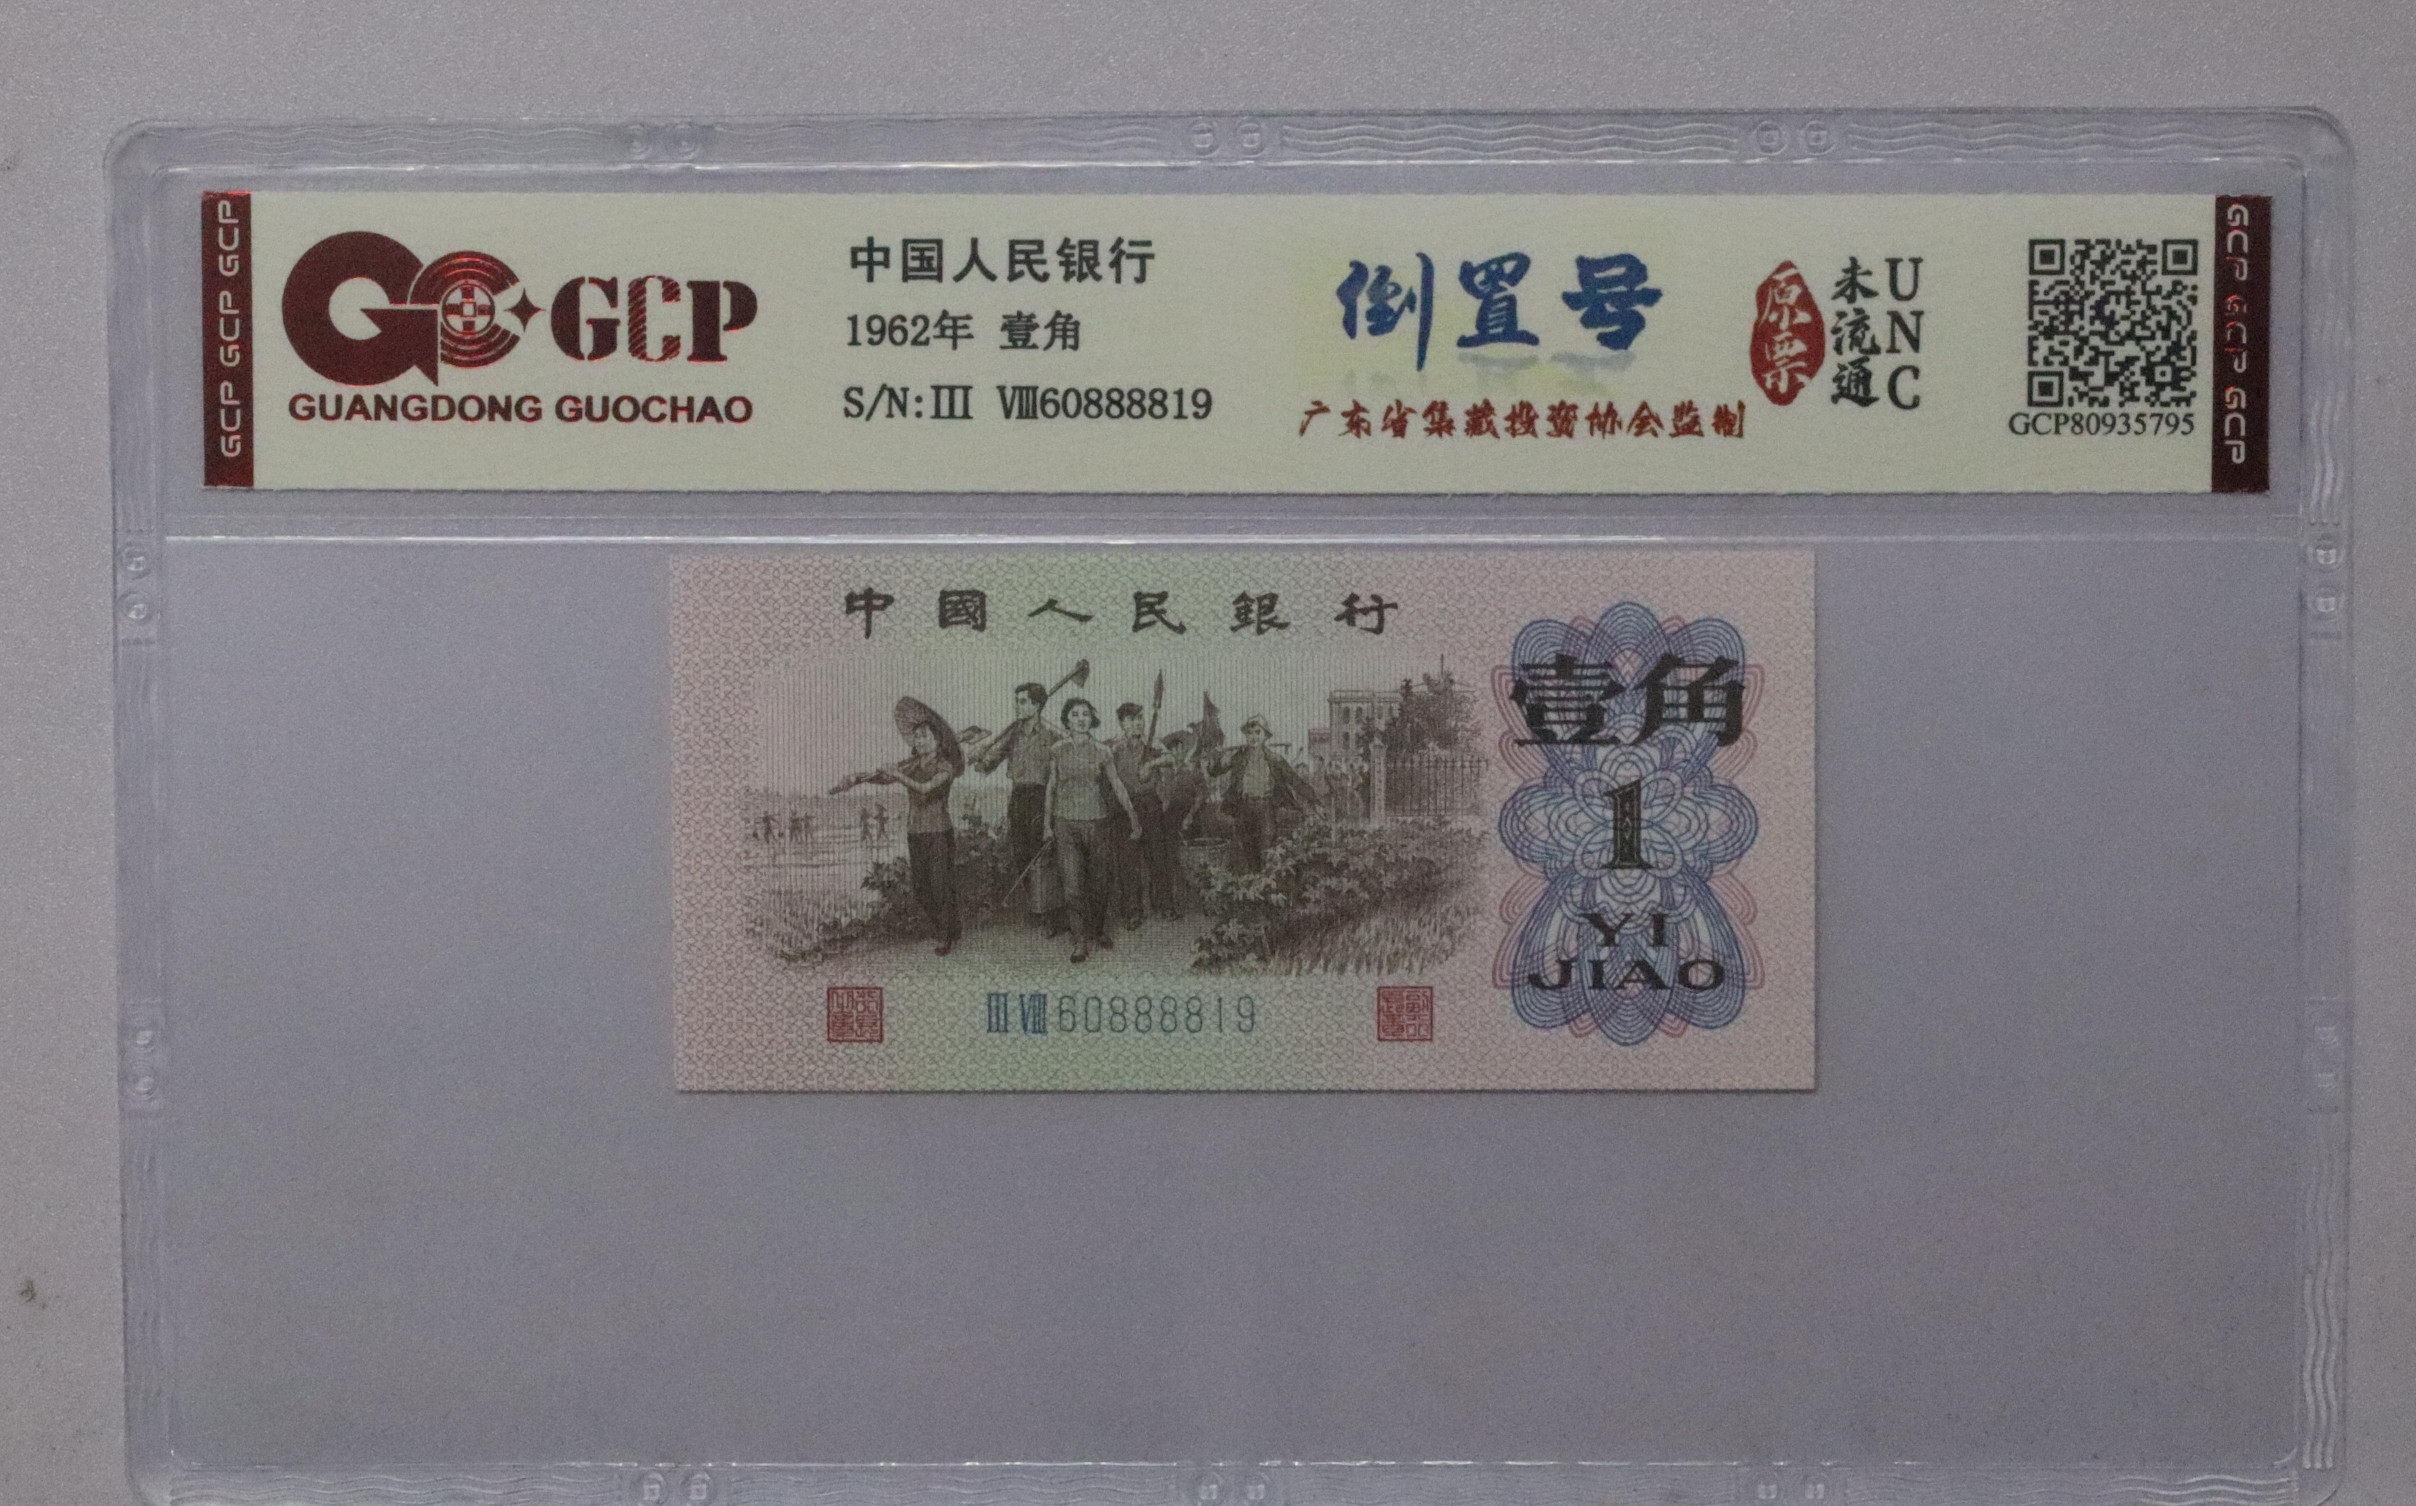 GCP GCP GCP
GCP
GUANGDONG GUOCHAO
中国人民银行
1962年 壹角
S/N:III VIII60888819
倒置号
广东省集藏投资协会监制
原票
未流通
UNC
GCP80935795
GCP GCP GCP
中國人民銀行
壹角
1
YI
JIAO
III VIII 60888819